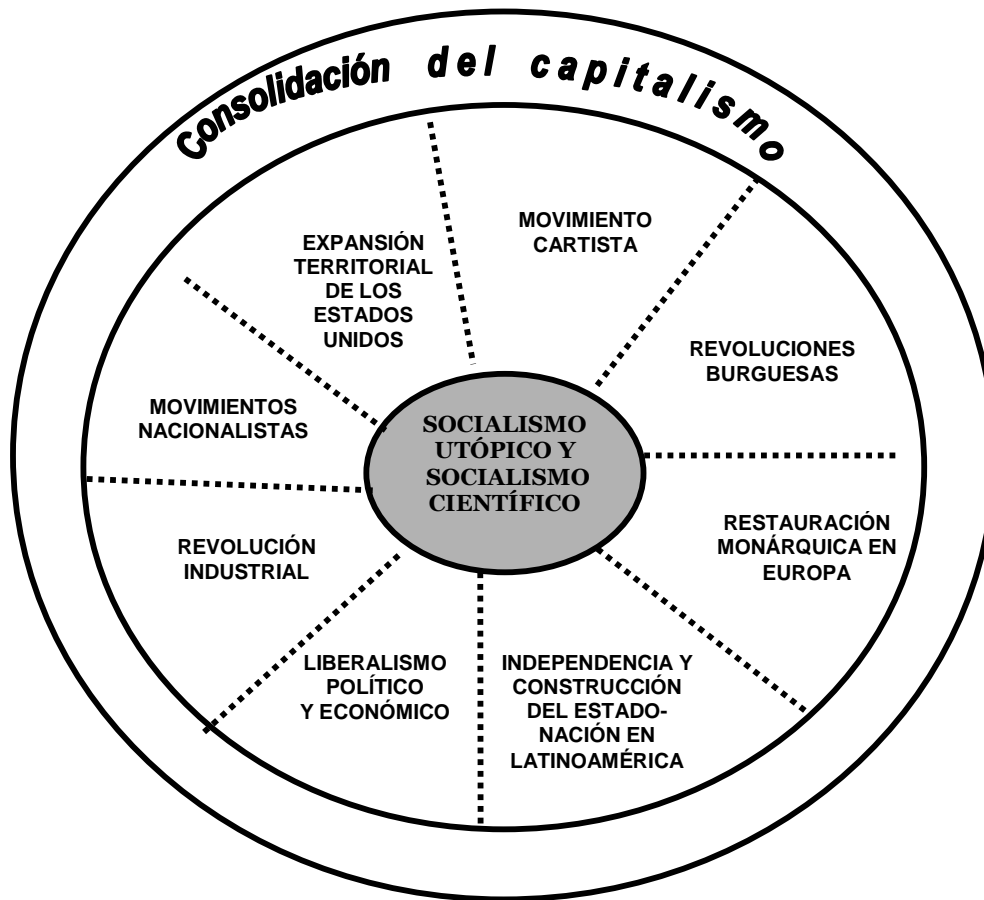 Consolidación del capitalismo
MOVIMIENTO
CARTISTA
EXPANSIÓN
TERRITORIAL
DE LOS
ESTADOS
UNIDOS
REVOLUCIONES
BURGUESAS
MOVIMIENTOS
NACIONALISTAS
SOCIALISMO
UTÓPICO Y
SOCIALISMO
CIENTÍFICO
RESTAURACIÓN
MONÁRQUICA EN
EUROPA
REVOLUCIÓN
INDUSTRIAL
LIBERALISMO
POLÍTICO
Y ECONÓMICO
INDEPENDENCIA Y
CONSTRUCCIÓN
DEL ESTADO-
NACIÓN EN
LATINOAMÉRICA